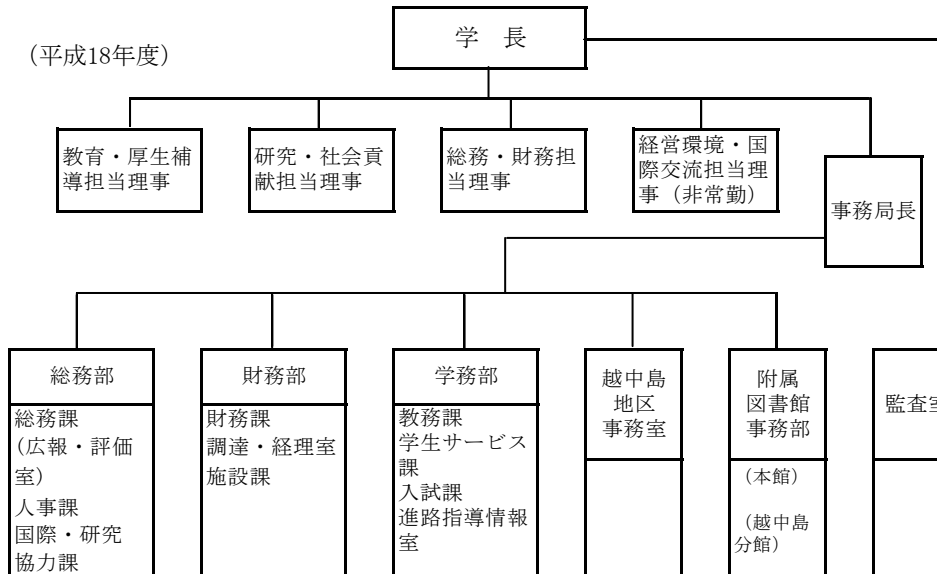 学 長
(平成18年度)
教育・厚生補
導担当理事
研究・社会貢
献担当理事
総務・財務担
当理事
経営環境・国
際交流担当理
事（非常勤）
事務局長
総務部
総務課
(広報・評価
室)
人事課
国際・研究
協力課
財務部
財務課
調達・経理室
施設課
学務部
教務課
学生サービス
課
入試課
進路指導情報
室
越中島
地区
事務室
附属
図書館
事務部
（本館）
（越中島
分館）
監査室